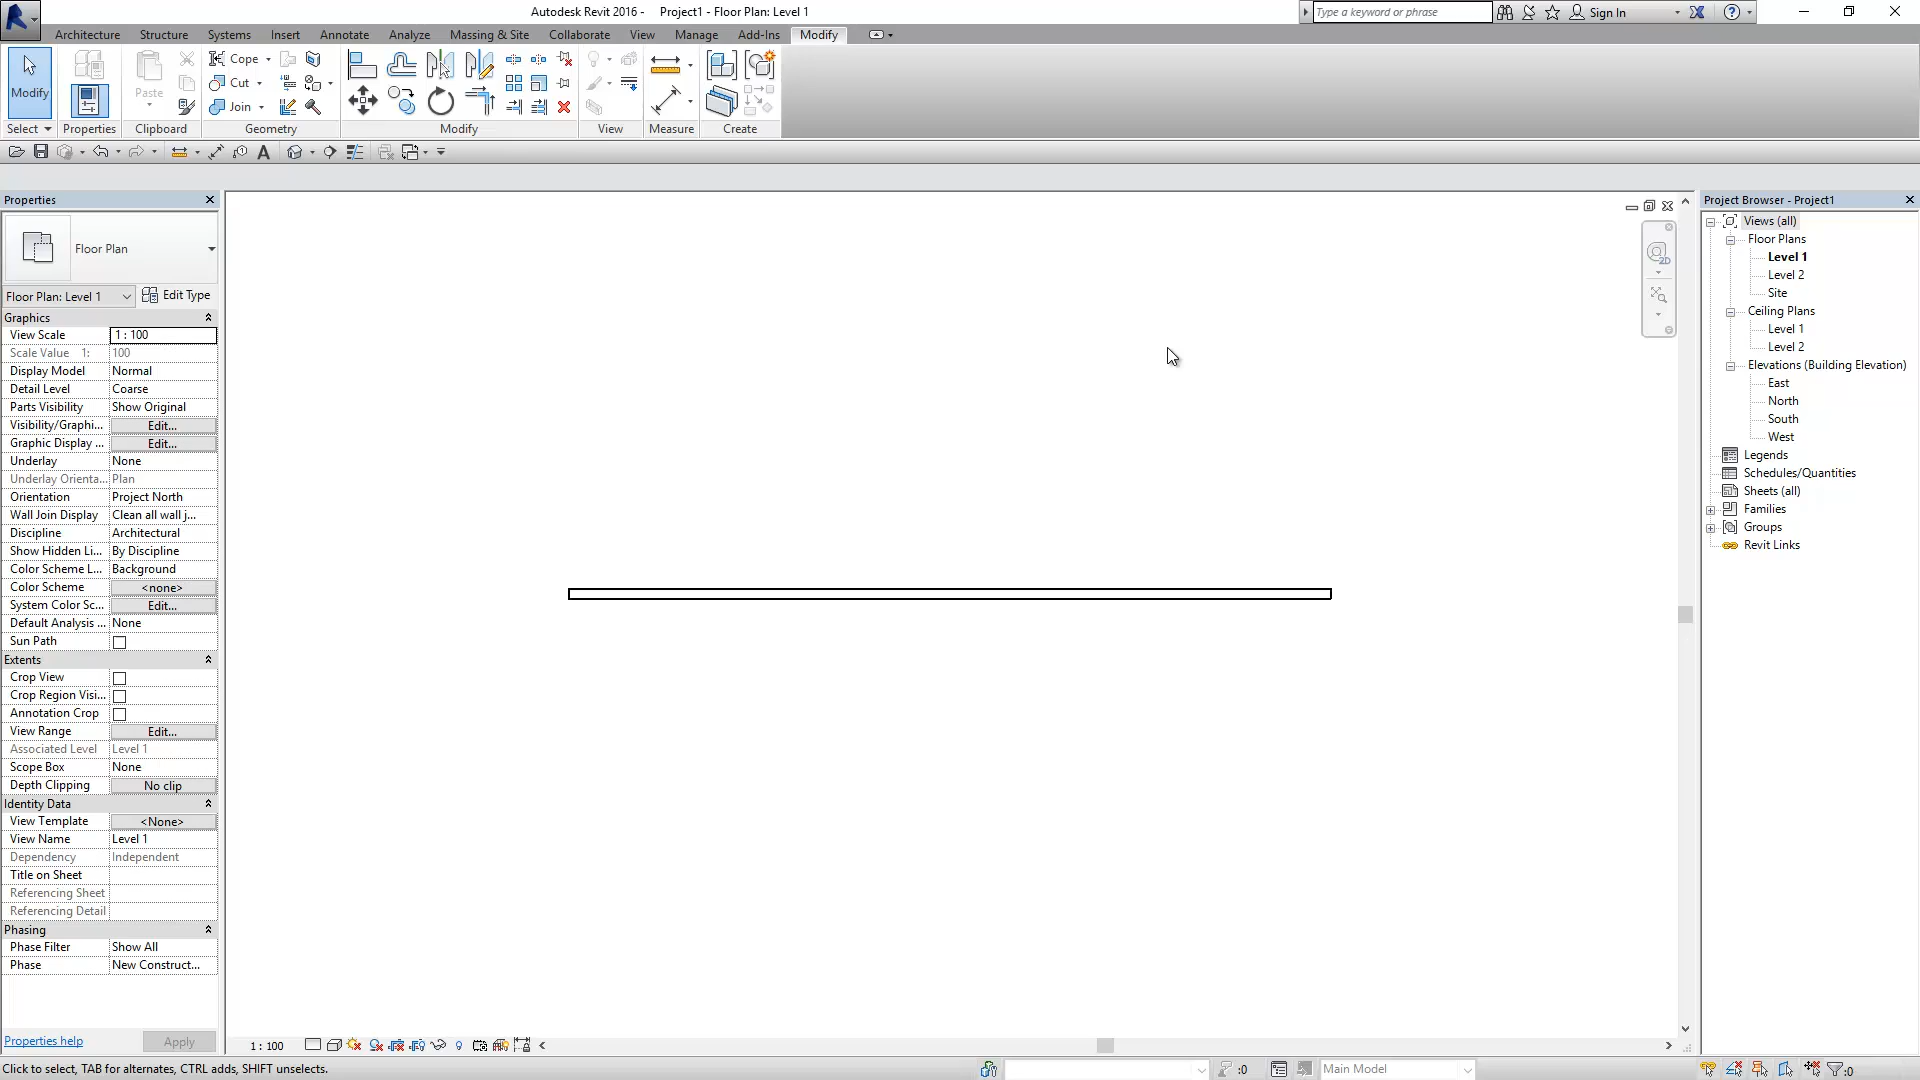 Autodesk Revit 2016 - Project1 - Floor Plan: Level 1
Type a keyword or phrase
Sign In
Architecture Structure Systems Insert Annotate Analyze Massing & Site Collaborate View Manage Add-Ins Modify
Modify
Paste
Cope
Cut
Join
Select Properties Clipboard Geometry Modify View Measure Create
Properties
Floor Plan
Floor Plan: Level 1 Edit Type
Graphics
View Scale 1 : 100
Scale Value 1: 100
Display Model Normal
Detail Level Coarse
Parts Visibility Show Original
Visibility/Graphi... Edit...
Graphic Display ... Edit...
Underlay None
Underlay Orienta... Plan
Orientation Project North
Wall Join Display Clean all wall j...
Discipline Architectural
Show Hidden Li... By Discipline
Color Scheme L... Background
Color Scheme <none>
System Color Sc... Edit...
Default Analysis ... None
Sun Path
Extents
Crop View
Crop Region Visi...
Annotation Crop
View Range Edit...
Associated Level Level 1
Scope Box None
Depth Clipping No clip
Identity Data
View Template <None>
View Name Level 1
Dependency Independent
Title on Sheet
Referencing Sheet
Referencing Detail
Phasing
Phase Filter Show All
Phase New Construct...
Properties help Apply
2D
Project Browser - Project1
Views (all)
Floor Plans
Level 1
Level 2
Site
Ceiling Plans
Level 1
Level 2
Elevations (Building Elevation)
East
North
South
West
Legends
Schedules/Quantities
Sheets (all)
Families
Groups
Revit Links
1 : 100
Click to select, TAB for alternates, CTRL adds, SHIFT unselects.
:0
Main Model
:0